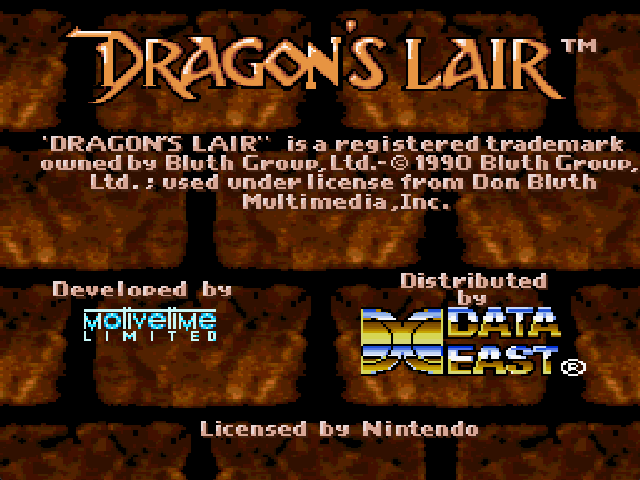 DRAGON'S LAIR™
'DRAGON'S LAIR" is a registered trademark
owned by Bluth Group,Ltd.-© 1990 Bluth Group,
Ltd. ; used under license from Don Bluth
Multimedia ,Inc.
Developed by
MOTIVETIME
LIMITED
Distributed
by
DATA
EAST®
Licensed by Nintendo